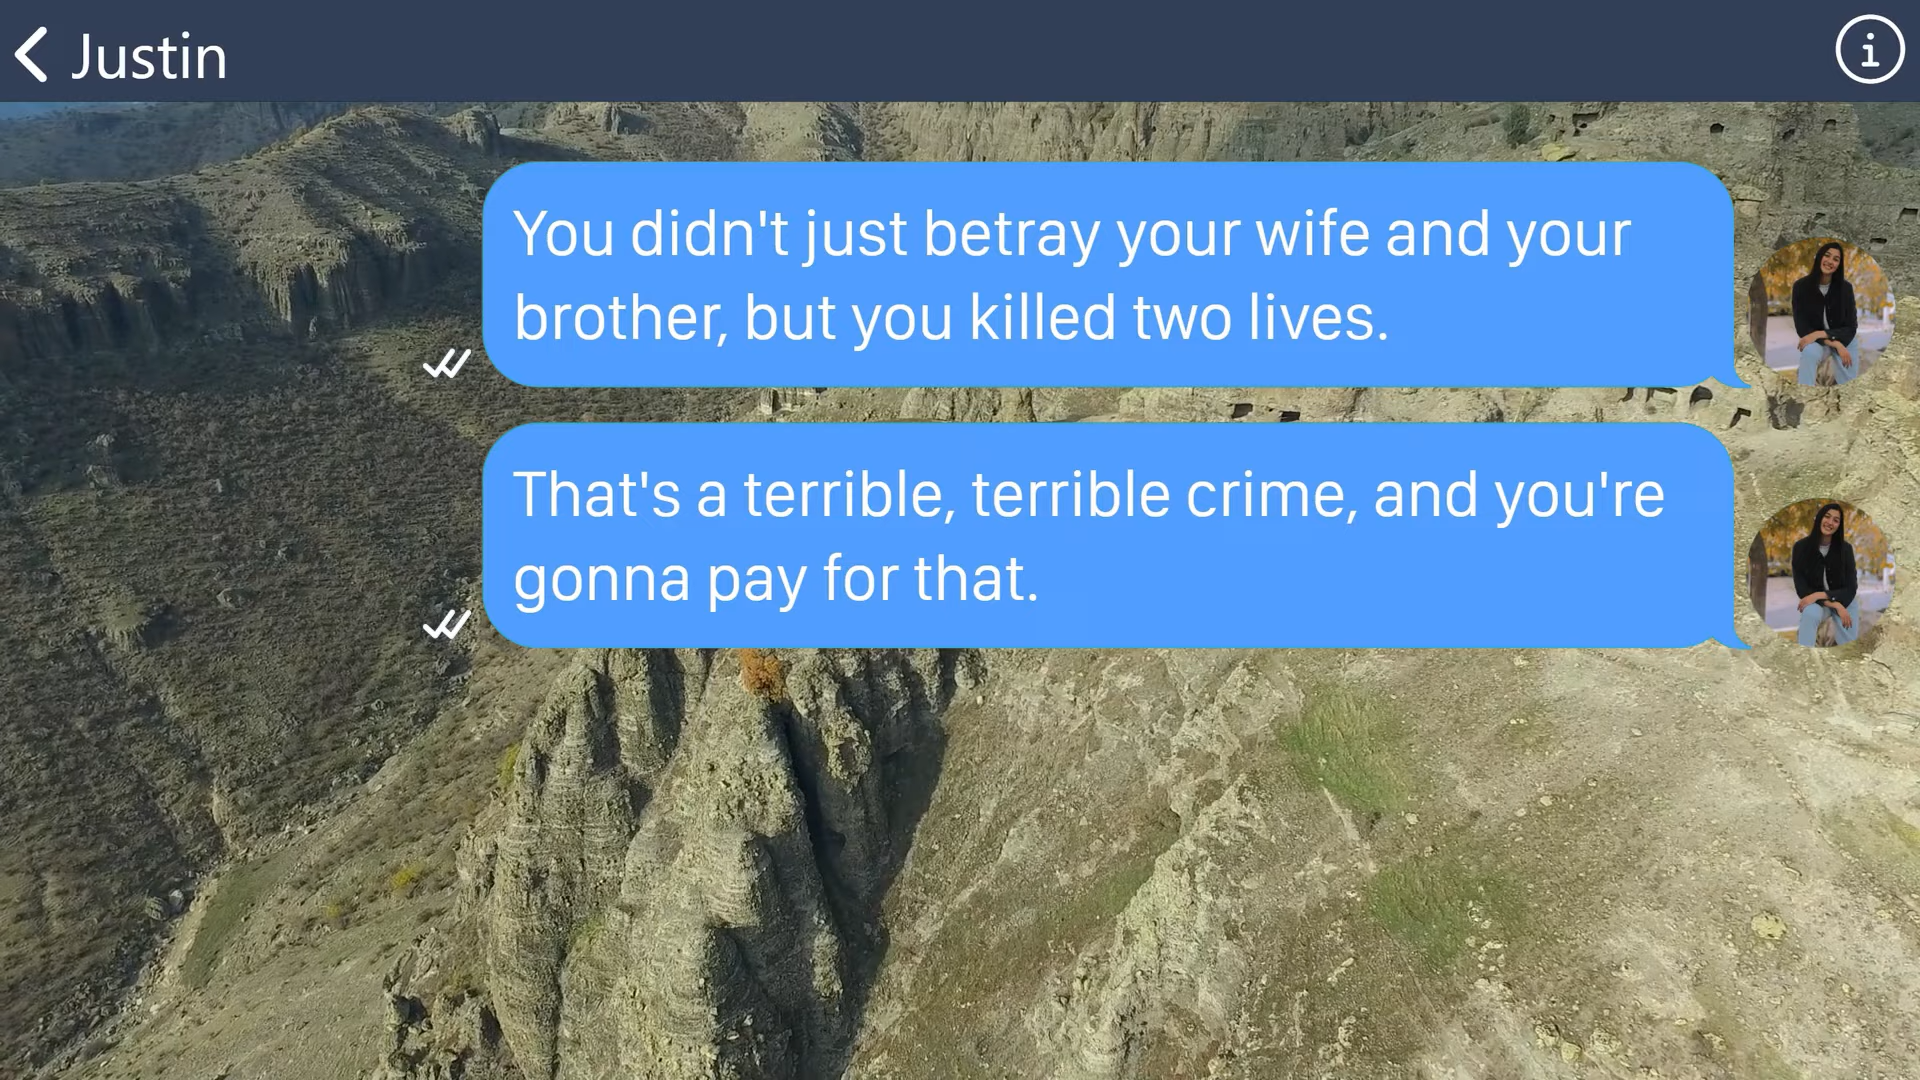 Justin
You didn't just betray your wife and your
brother, but you killed two lives.
That's a terrible, terrible crime, and you're
gonna pay for that.